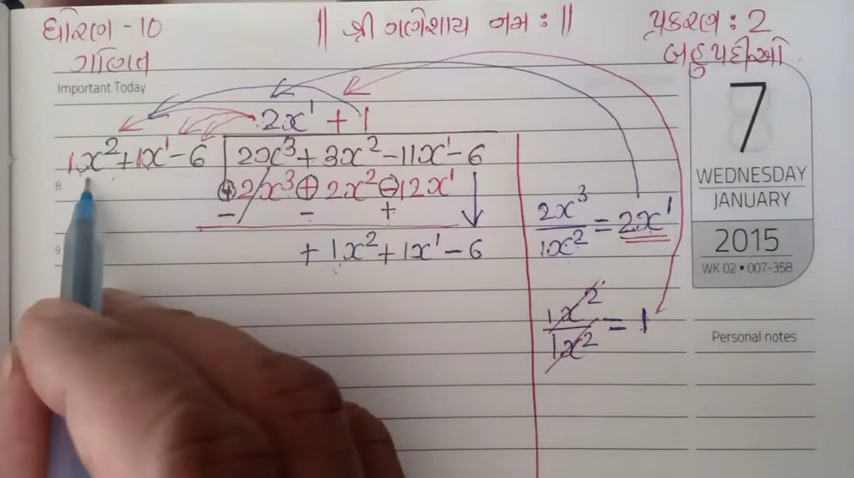 ધોરણ - 10
ગણિત
|| શ્રી ગણેશાય નમઃ ||
પ્રકરણ : 2
બહુપદીઓ
Important Today
7
WEDNESDAY
JANUARY
2015
WK 02 • 007-358
Personal notes
8
9
2x¹ + 1
1x² + 1x¹ - 6 | 2x³ + 3x² - 11x¹ - 6
+ 2x³ + 2x² - 12x¹
- - +
+ 1x² + 1x¹ - 6
2x³ / 1x² = 2x¹
1x² / 1x² = 1